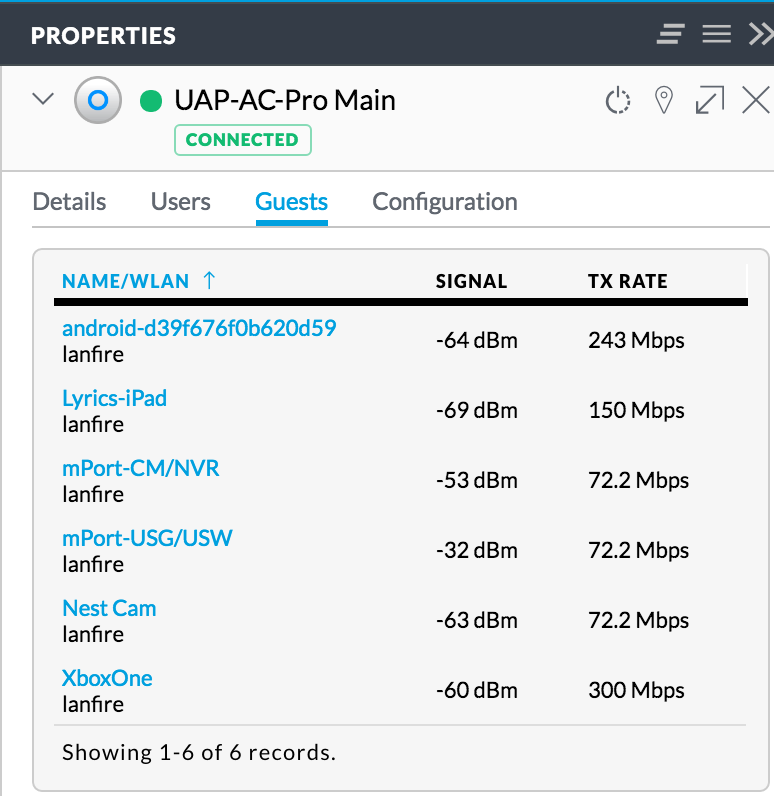 PROPERTIES
UAP-AC-Pro Main
CONNECTED
Details Users Guests Configuration
NAME/WLAN ↑ SIGNAL TX RATE
android-d39f676f0b620d59
lanfire -64 dBm 243 Mbps
Lyrics-iPad
lanfire -69 dBm 150 Mbps
mPort-CM/NVR
lanfire -53 dBm 72.2 Mbps
mPort-USG/USW
lanfire -32 dBm 72.2 Mbps
Nest Cam
lanfire -63 dBm 72.2 Mbps
XboxOne
lanfire -60 dBm 300 Mbps
Showing 1-6 of 6 records.